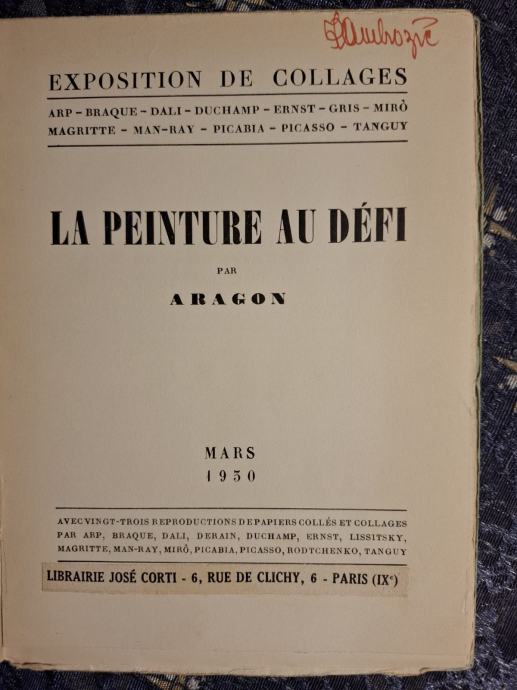 Žambrozić
EXPOSITION DE COLLAGES
ARP – BRAQUE – DALI – DUCHAMP – ERNST – GRIS – MIRÒ
MAGRITTE – MAN-RAY – PICABIA – PICASSO – TANGUY
LA PEINTURE AU DÉFI
PAR
ARAGON
MARS
1930
AVEC VINGT-TROIS REPRODUCTIONS DE PAPIERS COLLÉS ET COLLAGES
PAR ARP, BRAQUE, DALI, DERAIN, DUCHAMP, ERNST, LISSITSKY,
MAGRITTE, MAN-RAY, MIRÒ, PICABIA, PICASSO, RODTCHENKO, TANGUY
LIBRAIRIE JOSÉ CORTI - 6, RUE DE CLICHY, 6 - PARIS (IXᵉ)